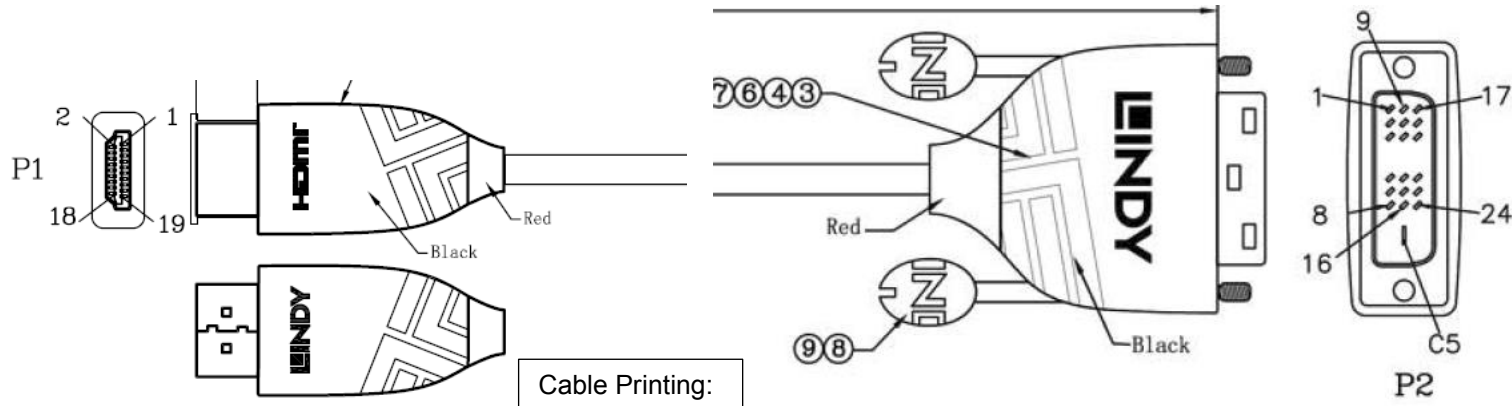 P1
2
1
18
19
HDMI
Red
Black
LINDY
Cable Printing:
⑦⑥④③
LINDY
Red
Black
⑨⑧
9
1
17
8
24
16
C5
P2